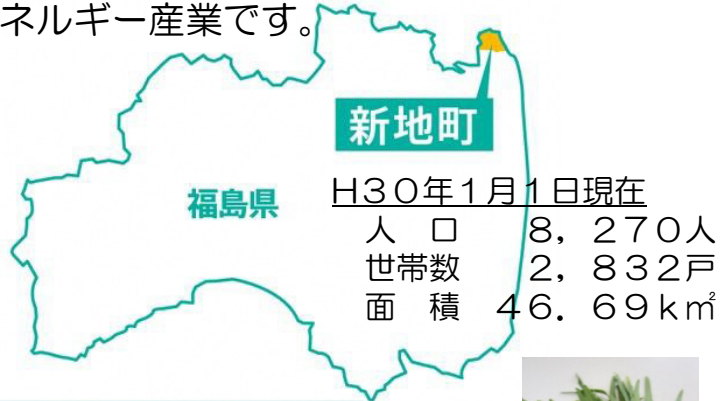 ネルギー産業です。
新地町
福島県
H30年1月1日現在
人　口　　8，270人
世帯数　　2，832戸
面　積　46．69k㎡